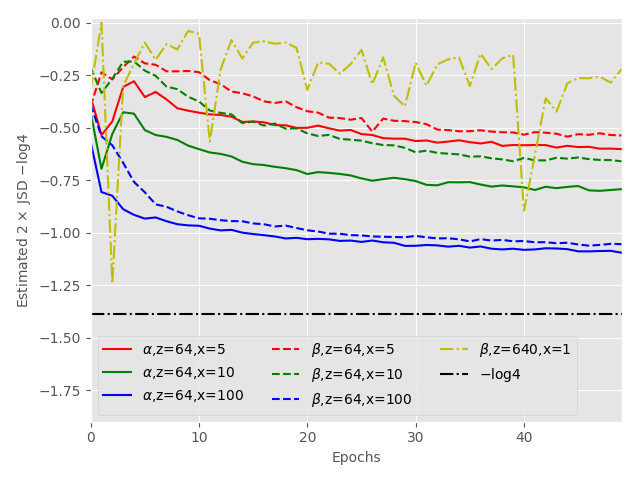 0.00
−0.25
−0.50
−0.75
−1.00
−1.25
−1.50
−1.75
Estimated 2 × JSD −log4
α,z=64,x=5
α,z=64,x=10
α,z=64,x=100
β,z=64,x=5
β,z=64,x=10
β,z=64,x=100
β,z=640,x=1
−log4
0 10 20 30 40
Epochs